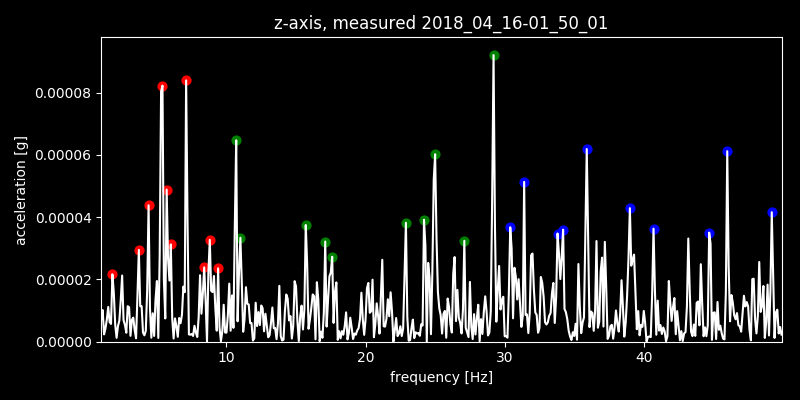 z-axis, measured 2018_04_16-01_50_01
0.00008
0.00006
0.00004
0.00002
0.00000
acceleration [g]
10 20 30 40
frequency [Hz]